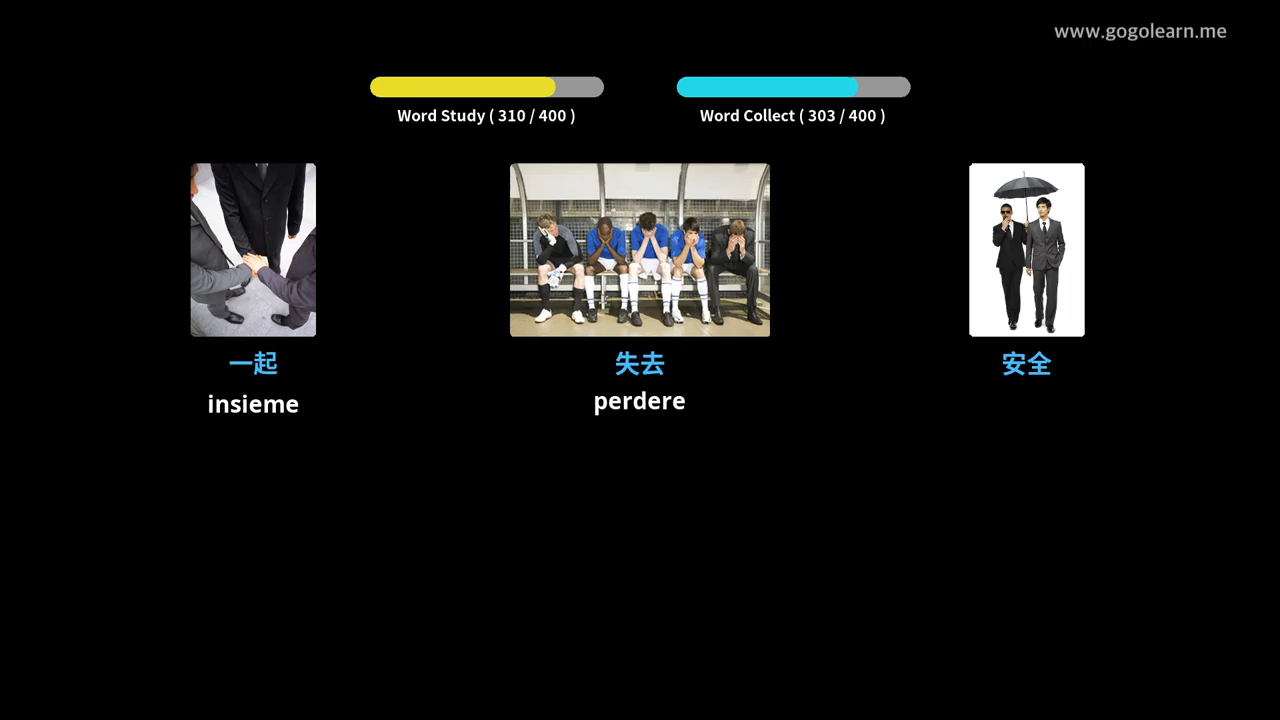 www.gogolearn.me
Word Study ( 310 / 400 )
Word Collect ( 303 / 400 )
一起
失去
安全
insieme
perdere